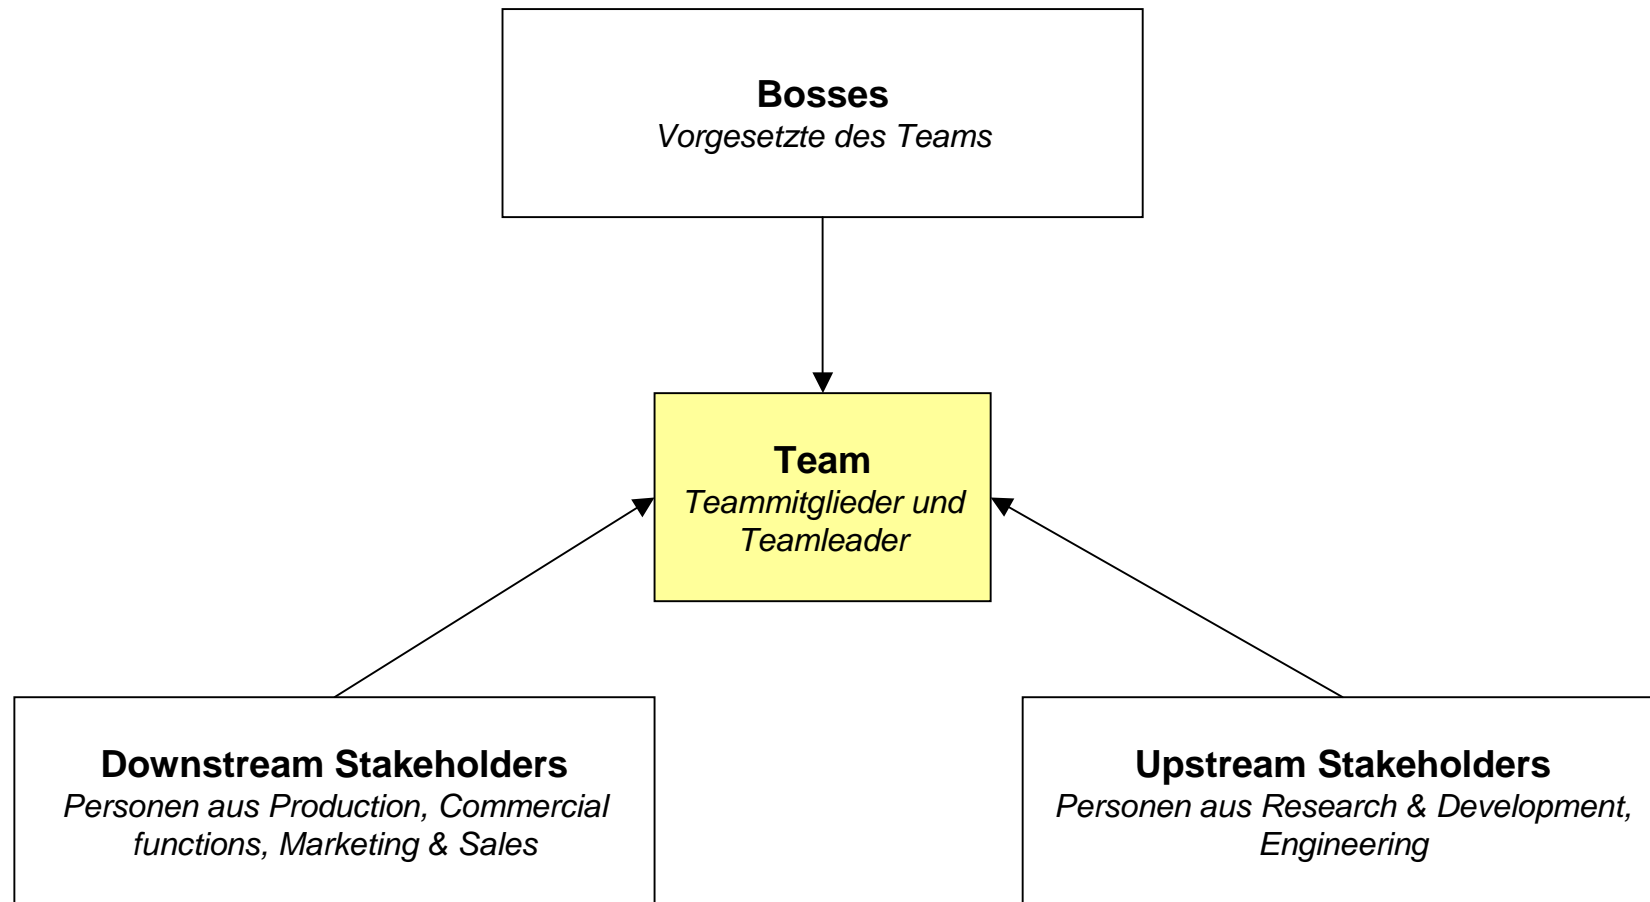 Bosses
Vorgesetzte des Teams
Team
Teammitglieder und
Teamleader
Downstream Stakeholders
Personen aus Production, Commercial
functions, Marketing & Sales
Upstream Stakeholders
Personen aus Research & Development,
Engineering